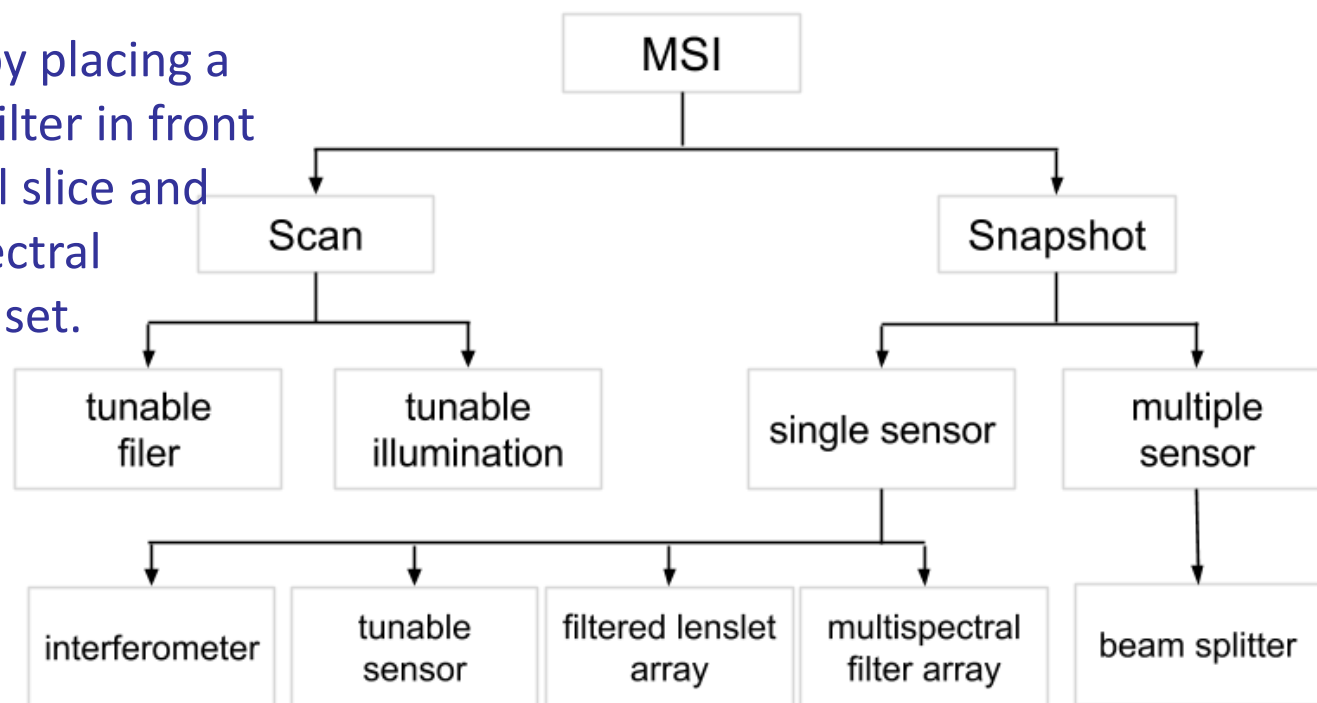 by placing a
filter in front
l slice and
ectral
set.
MSI
Scan
Snapshot
tunable
filer
tunable
illumination
single sensor
multiple
sensor
interferometer
tunable
sensor
filtered lenslet
array
multispectral
filter array
beam splitter